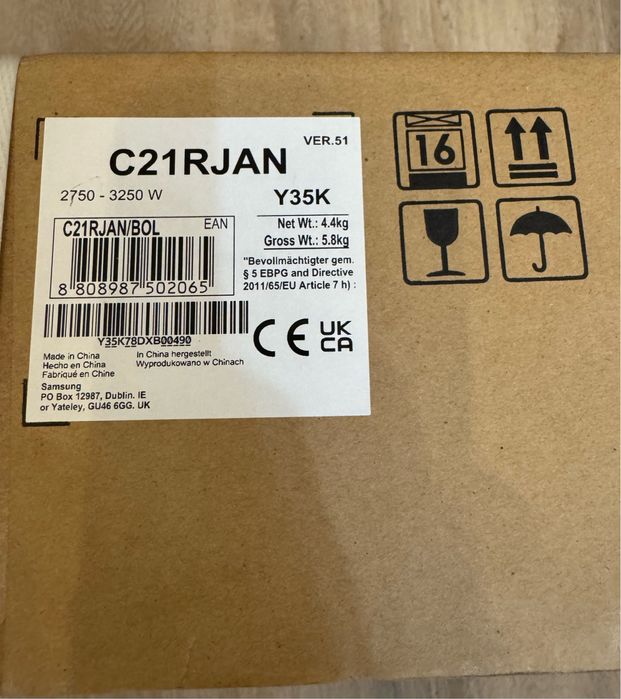 VER.51
C21RJAN
2750 - 3250 W
Y35K
C21RJAN/BOL
EAN
Net Wt.: 4.4kg
Gross Wt.: 5.8kg
"Bevollmächtigter gem.
§ 5 EBPG and Directive
2011/65/EU Article 7 h) :
8 808987 502065
Y35K78DXB00490
CE UK
CA
Made in China
Hecho en China
Fabriqué en Chine
In China hergestellt
Wyprodukowano w Chinach
Samsung
PO Box 12987, Dublin. IE
or Yateley, GU46 6GG. UK
16